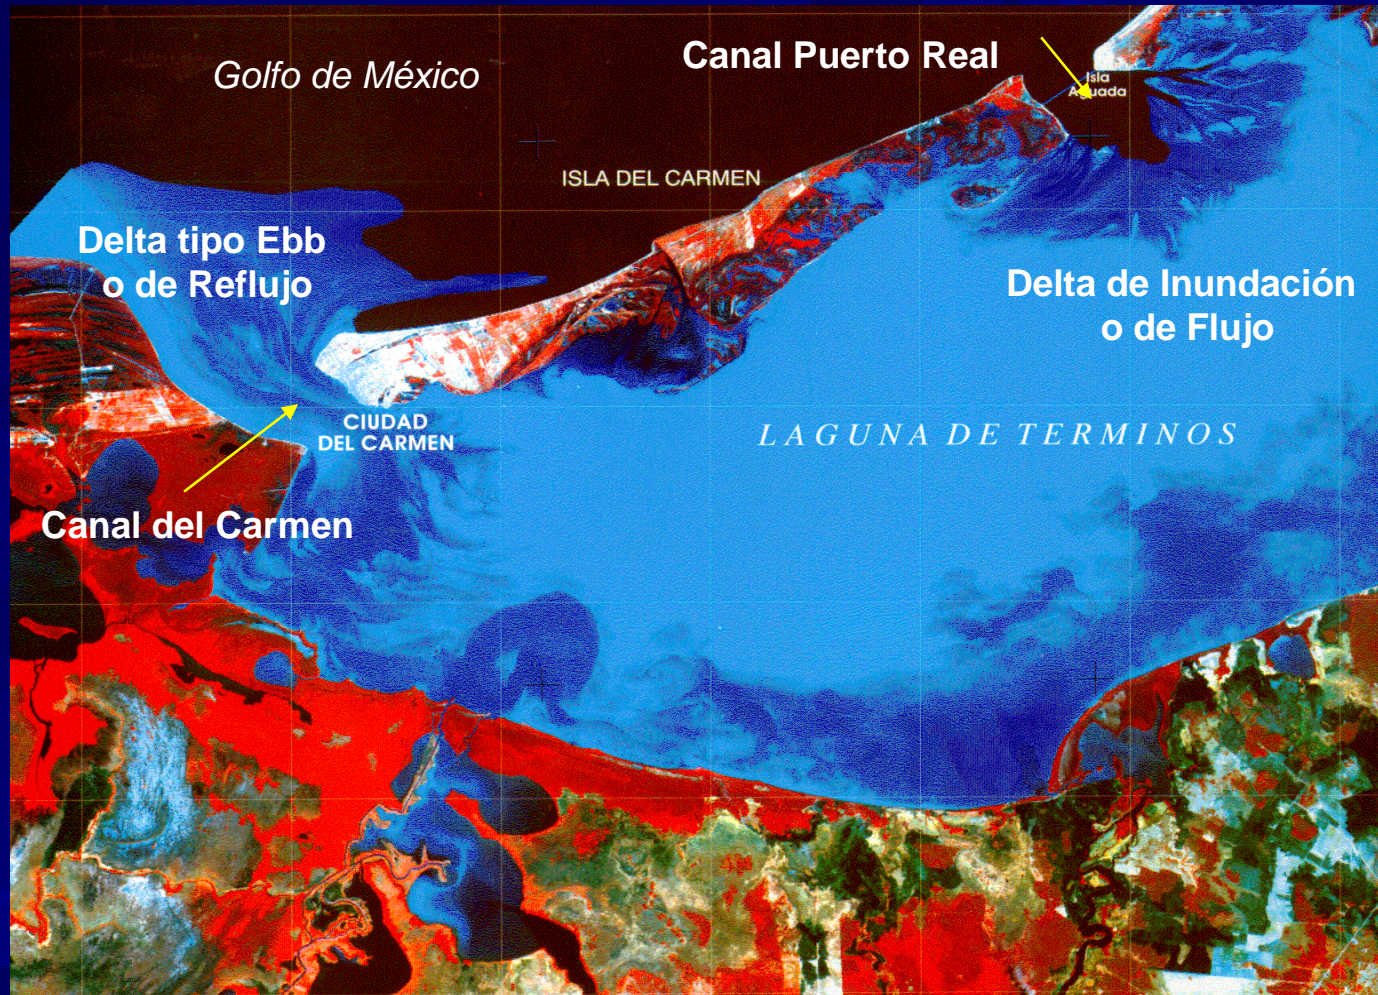 Golfo de México
Canal Puerto Real
Isla
Aguada
ISLA DEL CARMEN
Delta tipo Ebb
o de Reflujo
Delta de Inundación
o de Flujo
CIUDAD
DEL CARMEN
LAGUNA DE TERMINOS
Canal del Carmen